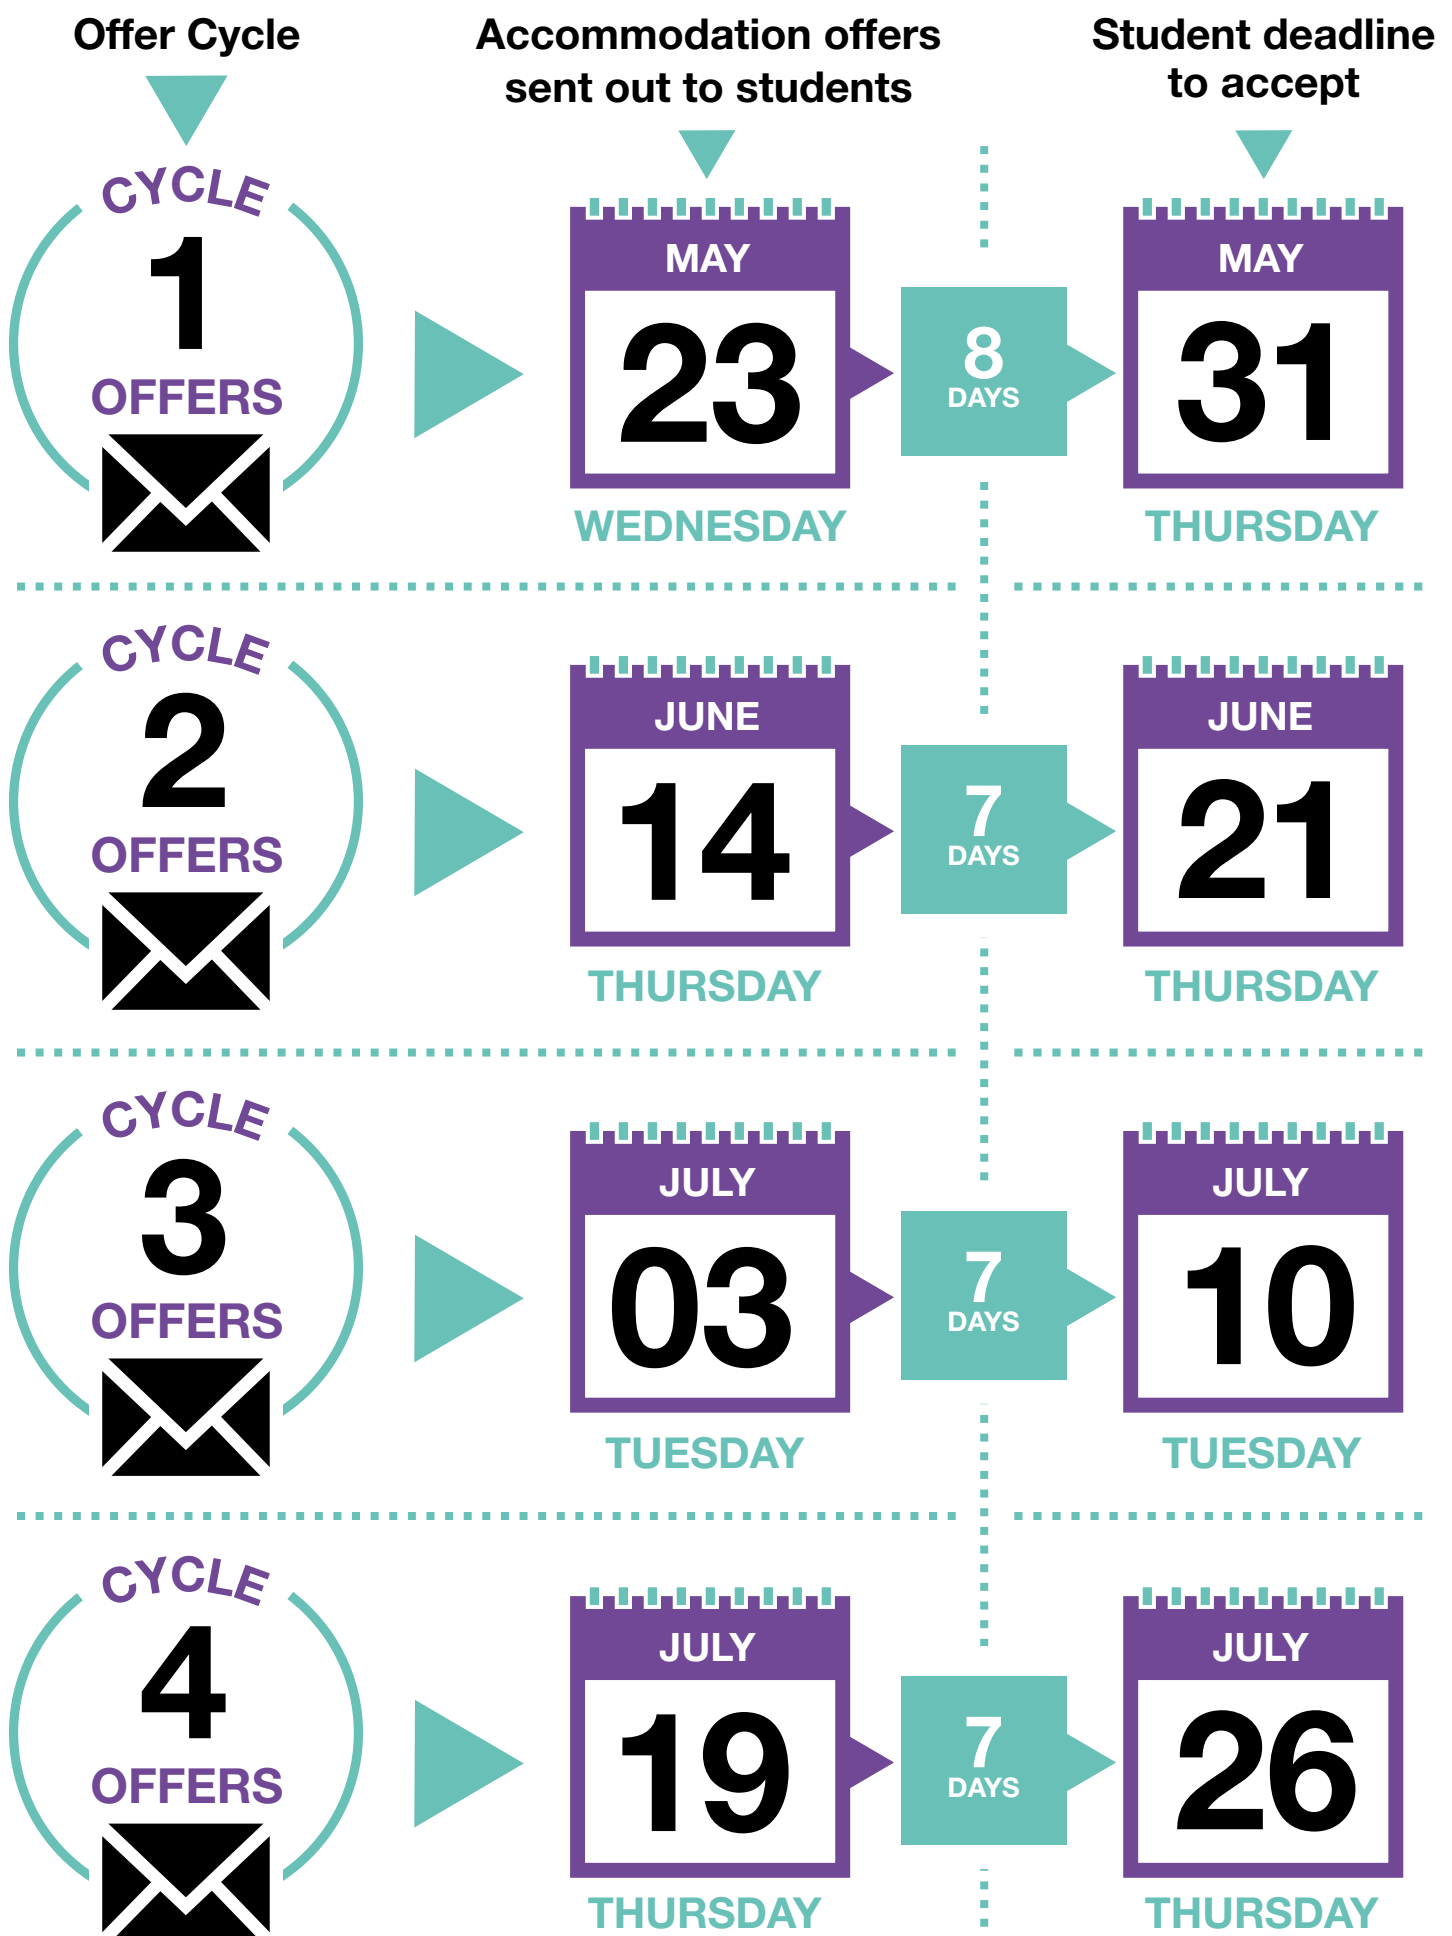 Offer Cycle
Accommodation offers
sent out to students
Student deadline
to accept
CYCLE
1
OFFERS
MAY
23
WEDNESDAY
8
DAYS
MAY
31
THURSDAY
CYCLE
2
OFFERS
JUNE
14
THURSDAY
7
DAYS
JUNE
21
THURSDAY
CYCLE
3
OFFERS
JULY
03
TUESDAY
7
DAYS
JULY
10
TUESDAY
CYCLE
4
OFFERS
JULY
19
THURSDAY
7
DAYS
JULY
26
THURSDAY